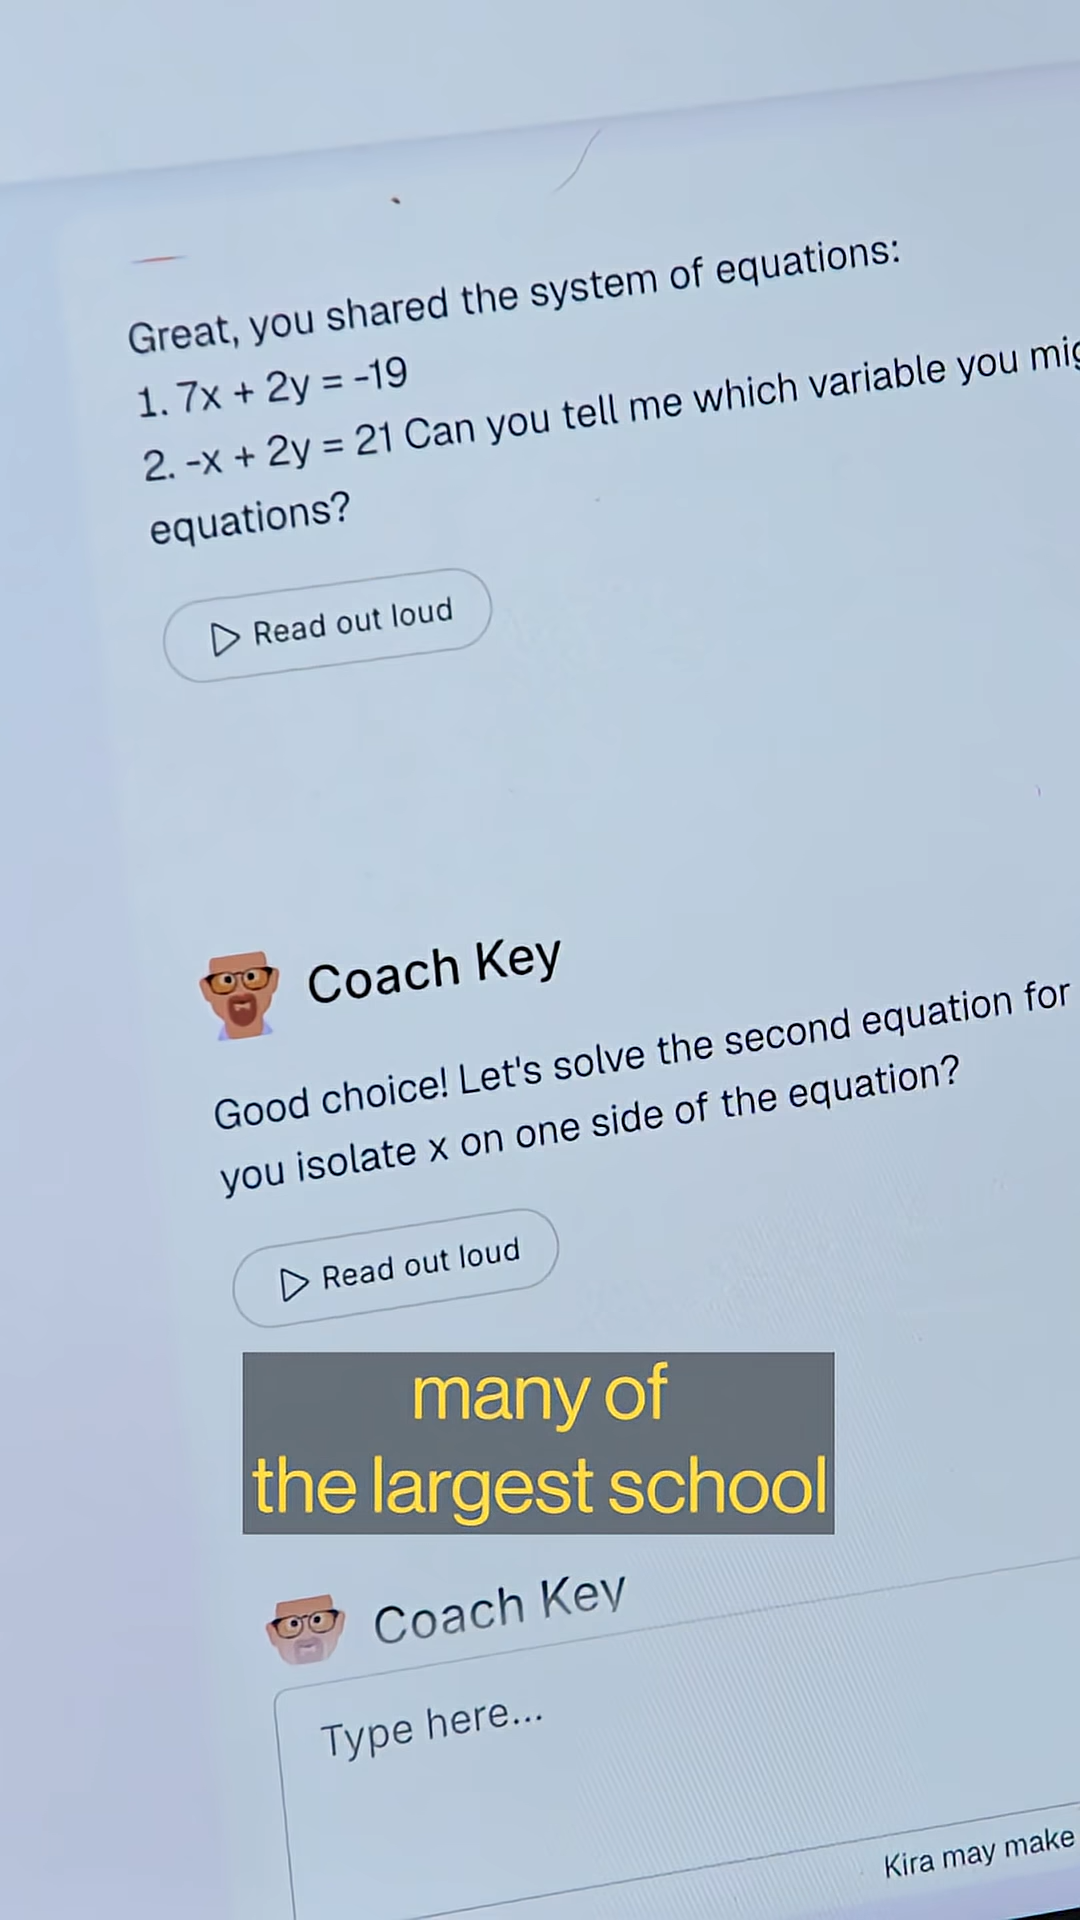 Great, you shared the system of equations:
1. 7x + 2y = -19
2. -x + 2y = 21 Can you tell me which variable you
equations?
Read out loud
Coach Key
Good choice! Let's solve the second equation for
you isolate x on one side of the equation?
Read out loud
many of
the largest school
Coach Key
Type here...
Kira may make